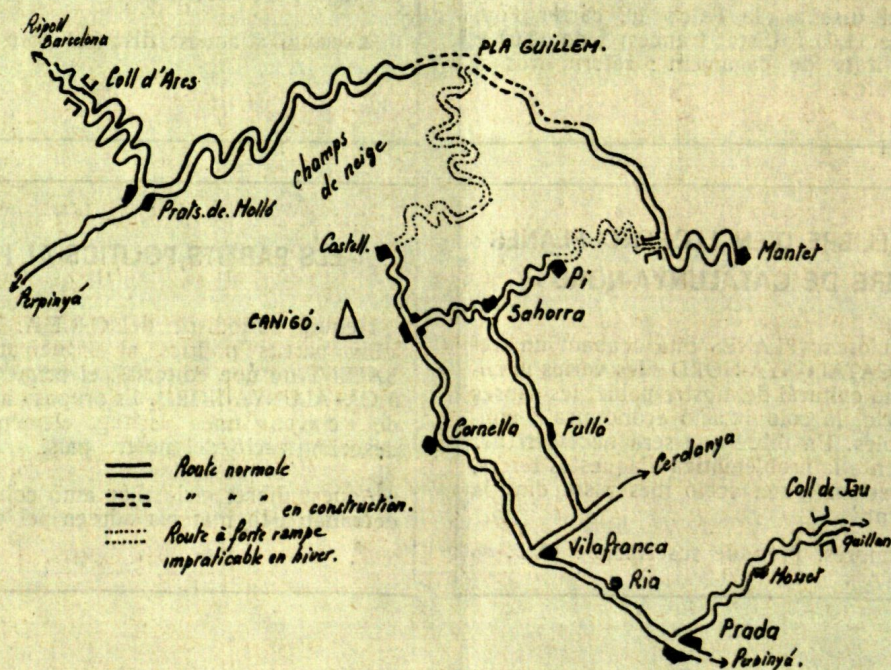 Ripoll
Barcelona
Coll d'Ares
PLA GUILLEM.
champs
de neige
Prats. de. Molló
Perpinyá
Castell.
Mantet
Pi
Sahorra
CANIGÓ.
Cornella
Fulló
Cerdanya
Route normale
" "
en construction.
Route à forte rampe
impraticable en hiver.
Coll de Jau
Quillan
Mosset
Vilafranca
Ria
Prada
Perpinyá.